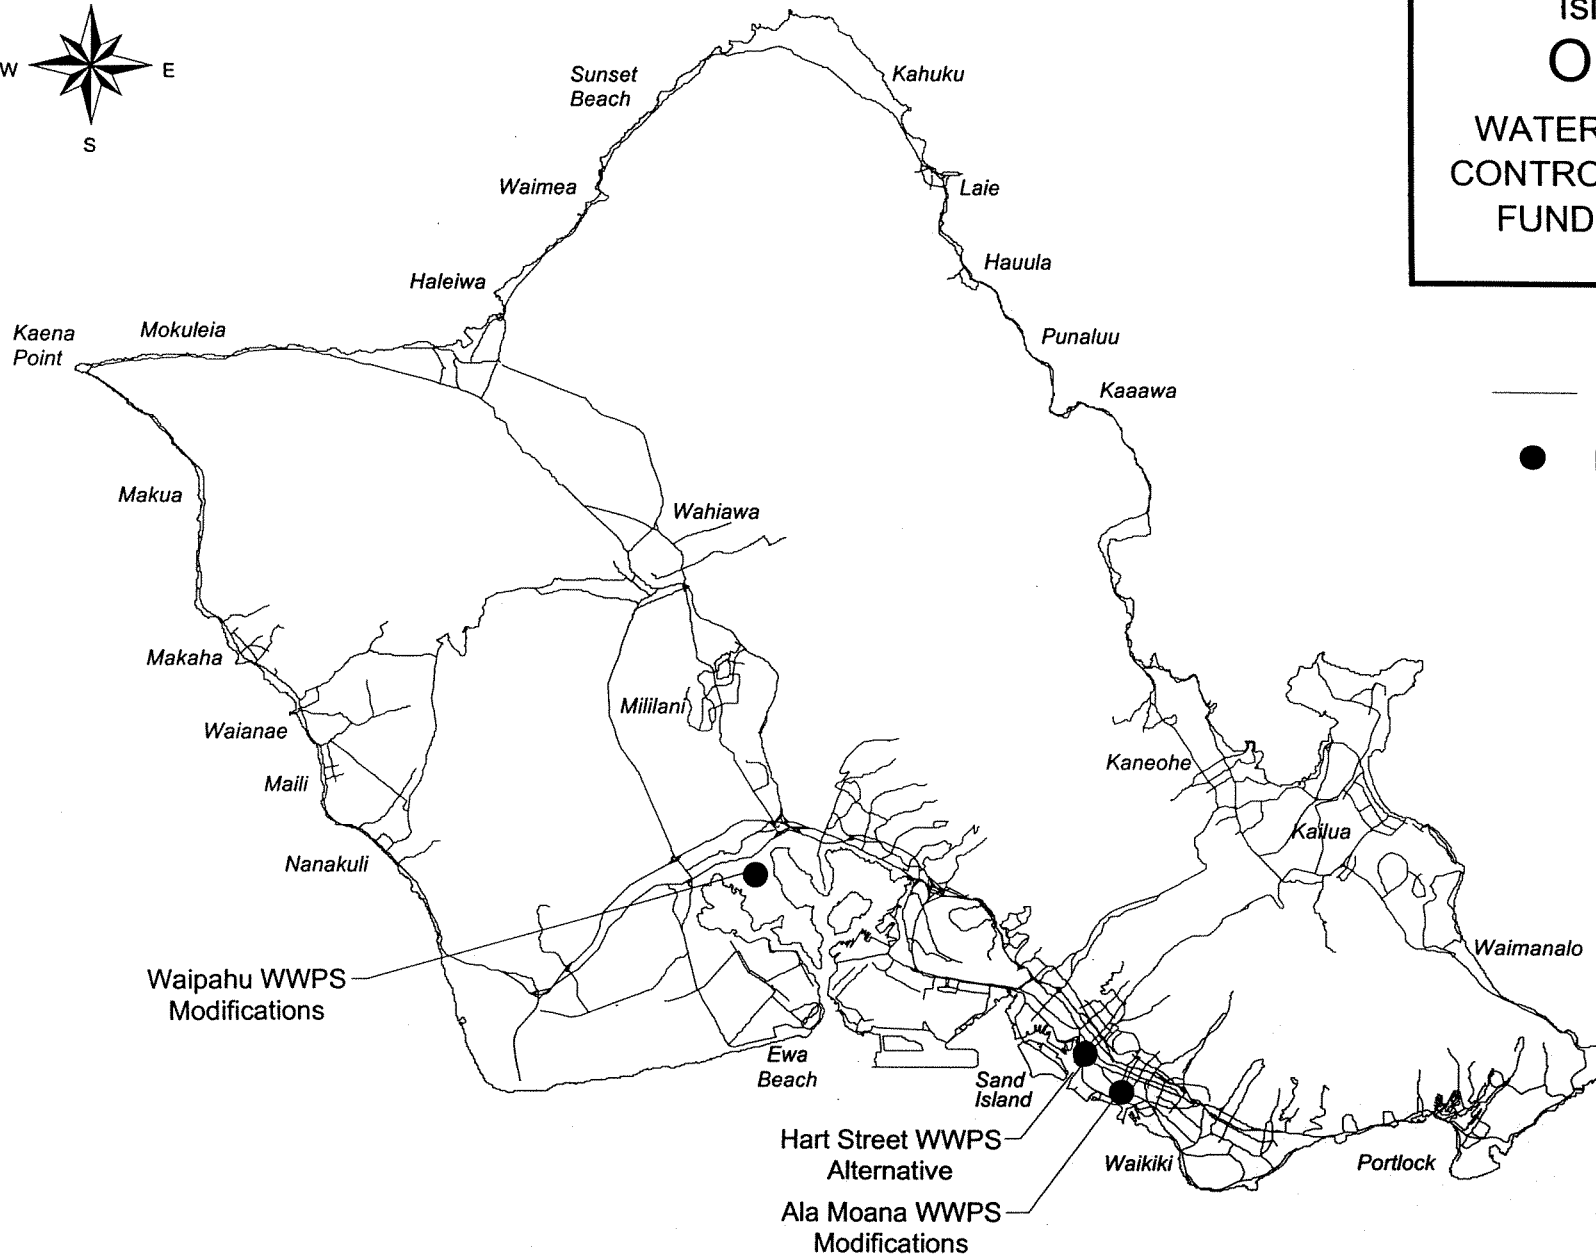 W
E
S
Isl
O
WATER
CONTRO
FUND
Sunset
Beach
Kahuku
Waimea
Laie
Haleiwa
Hauula
Kaena
Point
Mokuleia
Punaluu
Kaaawa
Makua
Wahiawa
Makaha
Mililani
Waianae
Kaneohe
Maili
Kailua
Nanakuli
Waimanalo
Waipahu WWPS
Modifications
Ewa
Beach
Sand
Island
Hart Street WWPS
Alternative
Waikiki
Portlock
Ala Moana WWPS
Modifications